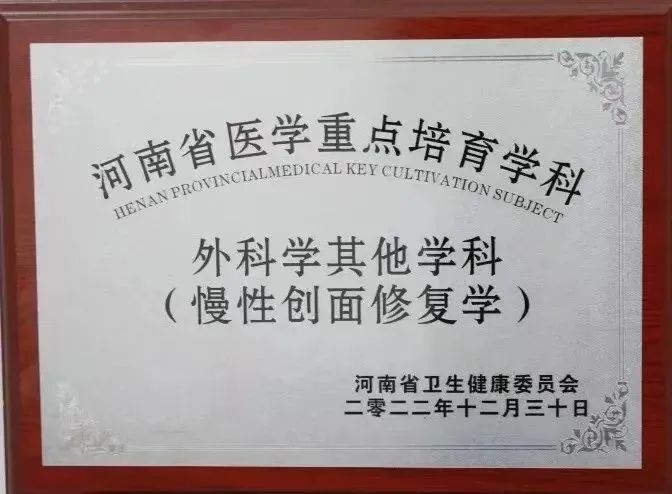 河南省医学重点培育学科
HENAN PROVINCIALMEDICAL KEY CULTIVATION SUBJECT
外科学其他学科
（慢性创面修复学）
河南省卫生健康委员会
二零二二年十二月三十日